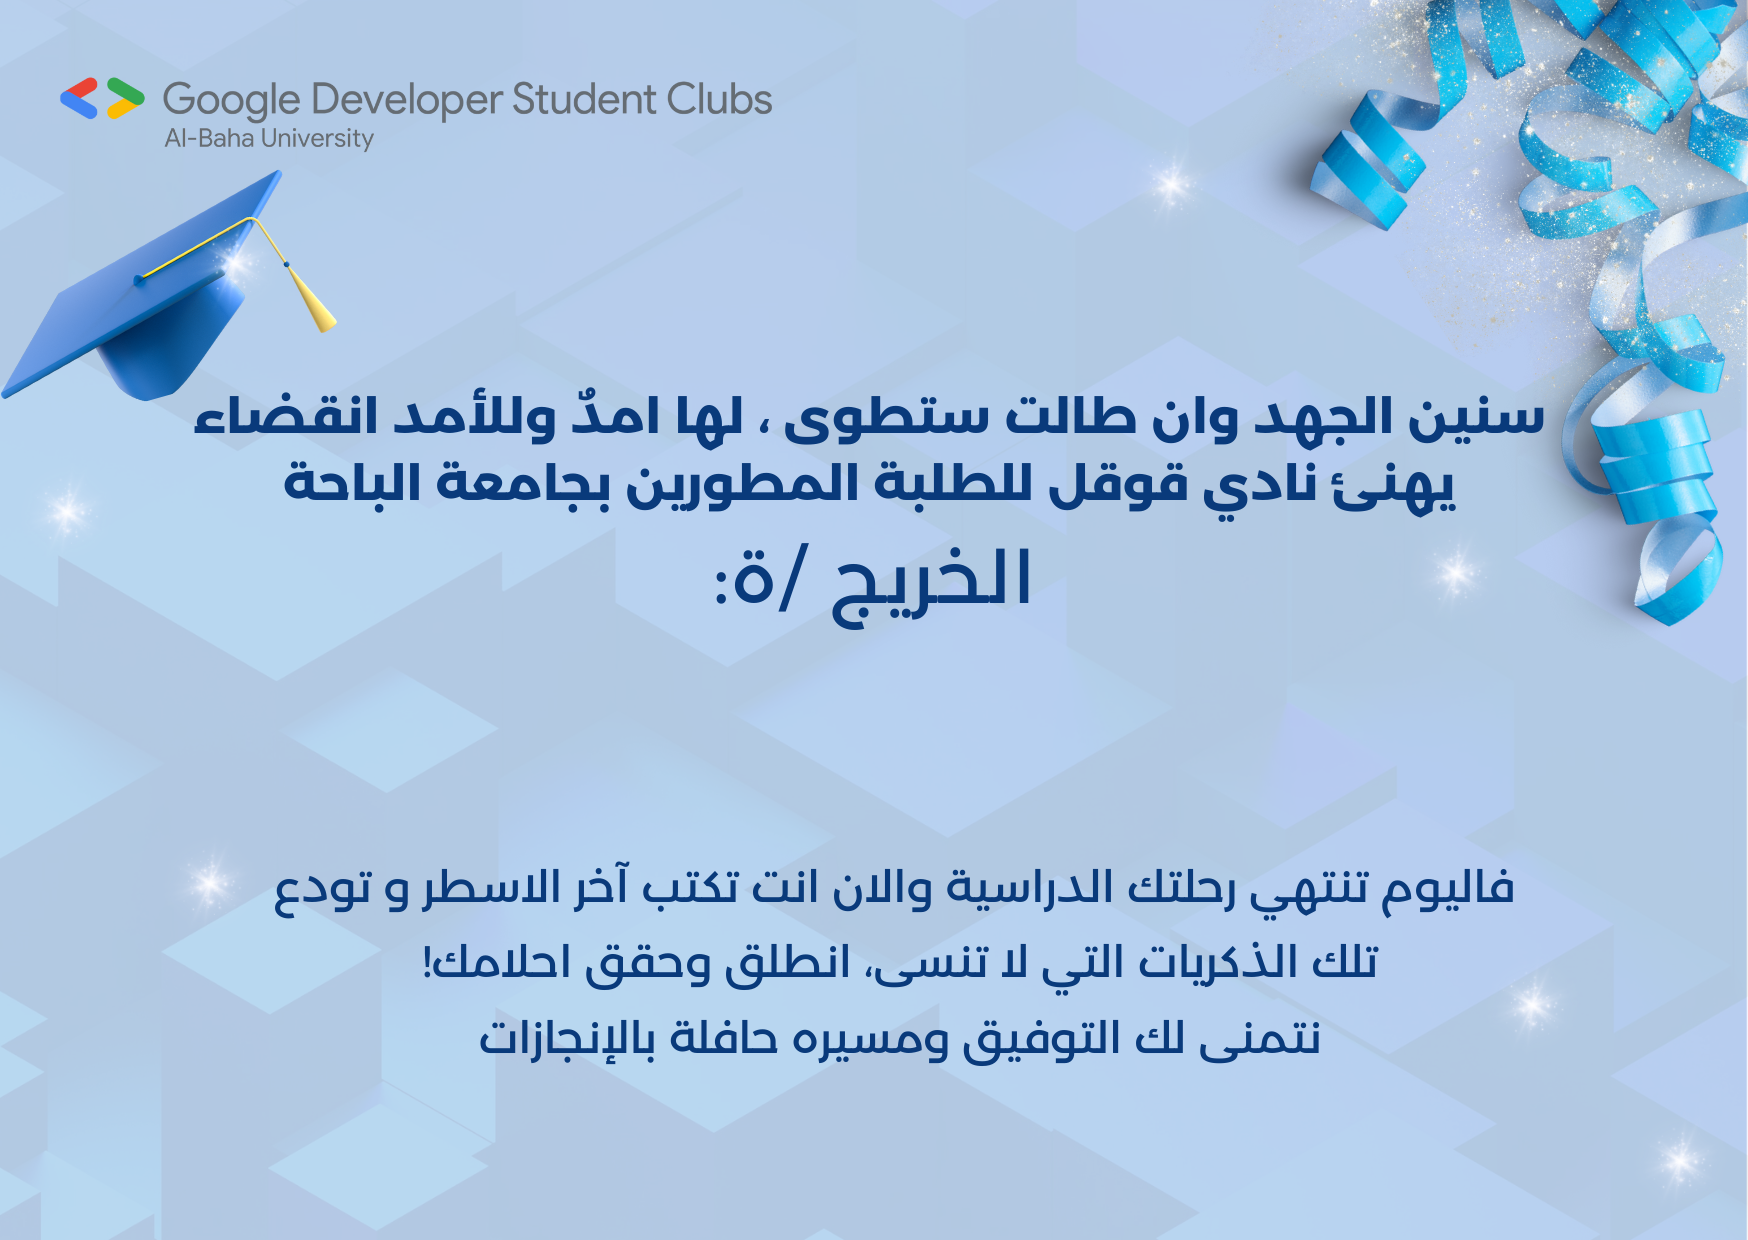 Google Developer Student Clubs
Al-Baha University
سنين الجهد وان طالت ستطوى ، لها امدٌ وللأمد انقضاء
يهنئ نادي قوقل للطلبة المطورين بجامعة الباحة
الخريج /ة:
فاليوم تنتهي رحلتك الدراسية والان انت تكتب آخر الاسطر و تودع
تلك الذكريات التي لا تنسى، انطلق وحقق احلامك!
نتمنى لك التوفيق ومسيره حافلة بالإنجازات